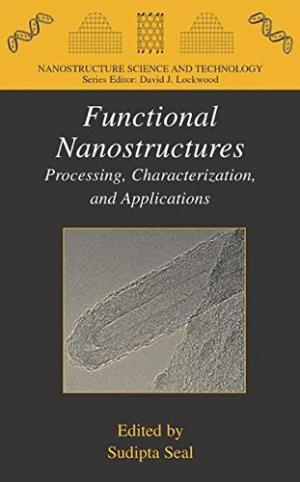 NANOSTRUCTURE SCIENCE AND TECHNOLOGY
Series Editor: David J. Lockwood
Functional
Nanostructures
Processing, Characterization,
and Applications
Edited by
Sudipta Seal